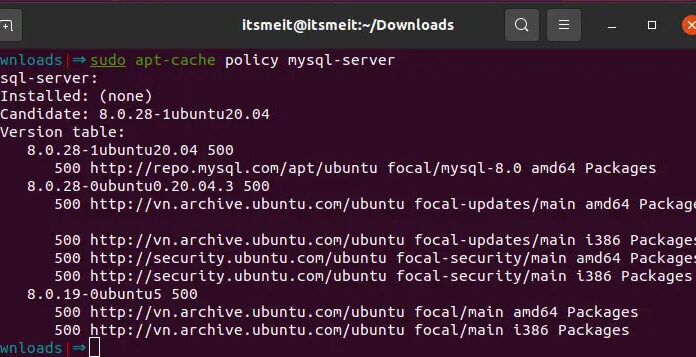 itsmeit@itsmeit:~/Downloads
wnloads|⇒ sudo apt-cache policy mysql-server
sql-server:
Installed: (none)
Candidate: 8.0.28-1ubuntu20.04
Version table:
8.0.28-1ubuntu20.04 500
500 http://repo.mysql.com/apt/ubuntu focal/mysql-8.0 amd64 Packages
8.0.28-0ubuntu0.20.04.3 500
500 http://vn.archive.ubuntu.com/ubuntu focal-updates/main amd64 Packag
500 http://vn.archive.ubuntu.com/ubuntu focal-updates/main i386 Package
500 http://security.ubuntu.com/ubuntu focal-security/main amd64 Package
500 http://security.ubuntu.com/ubuntu focal-security/main i386 Packages
8.0.19-0ubuntu5 500
500 http://vn.archive.ubuntu.com/ubuntu focal/main amd64 Packages
500 http://vn.archive.ubuntu.com/ubuntu focal/main i386 Packages
wnloads|⇒